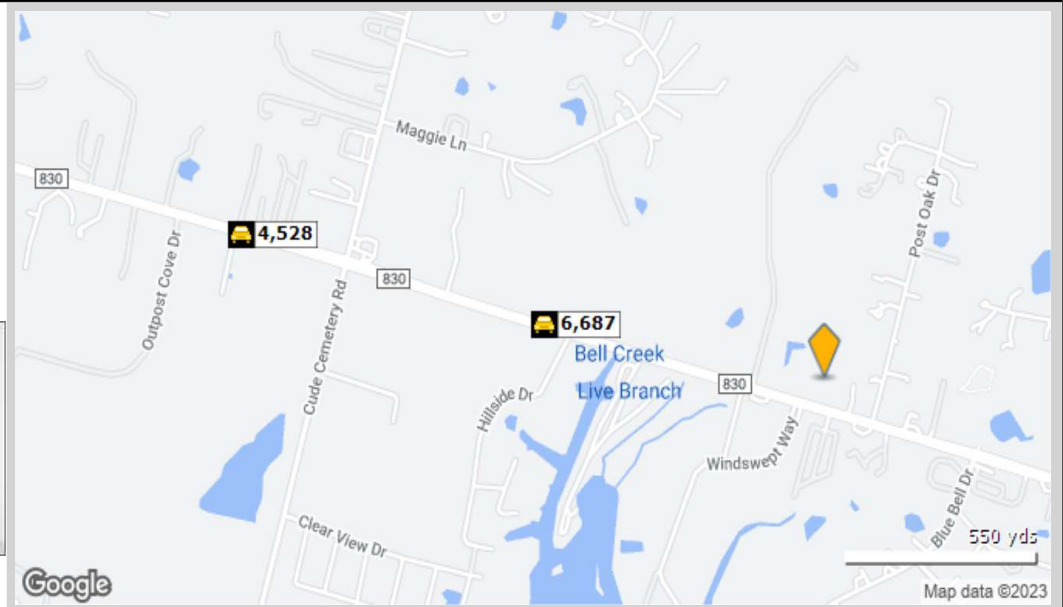 Maggie Ln
830
Post Oak Dr
4,528
Outpost Cove Dr
830
Cude Cemetery Rd
6,687
Bell Creek
830
Live Branch
Hillside Dr
Windswept Way
Blue Bell Dr
Clear View Dr
550 yds
Google
Map data ©2023